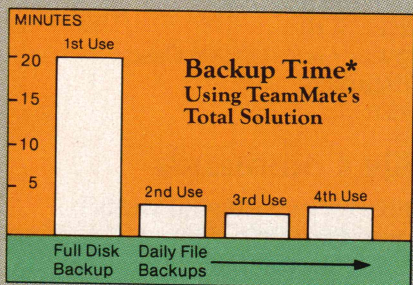 MINUTES
1st Use
20
15
10
5
Backup Time*
Using TeamMate's
Total Solution
2nd Use
3rd Use
4th Use
Full Disk
Backup
Daily File
Backups